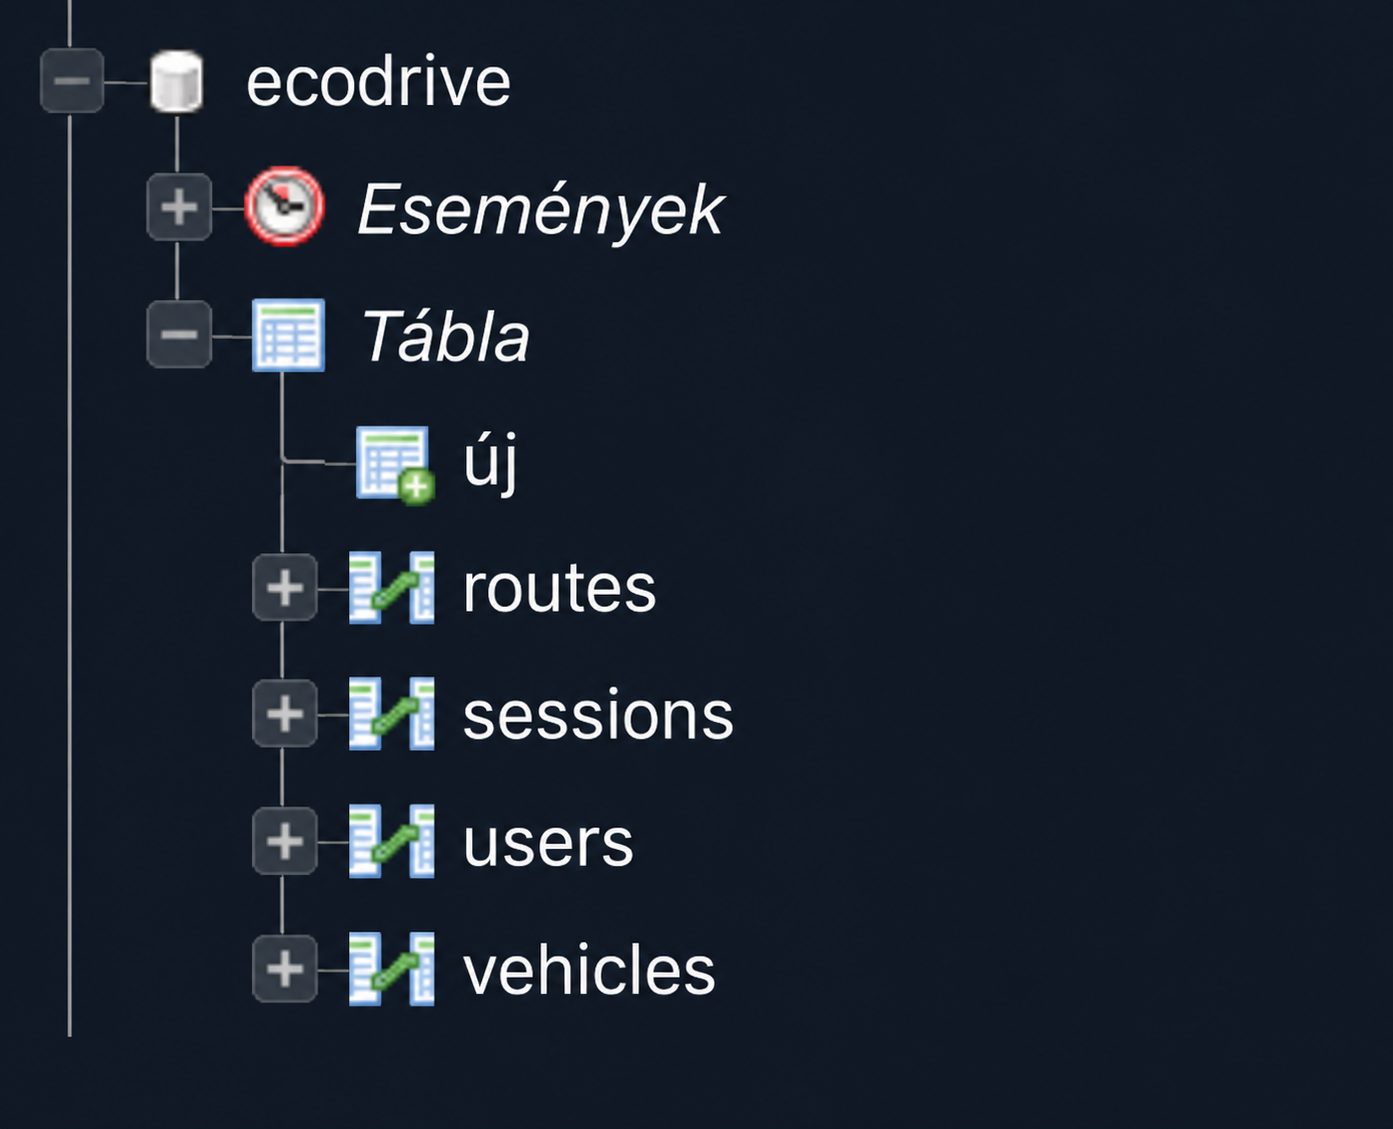 ecodrive
Események
Tábla
új
routes
sessions
users
vehicles